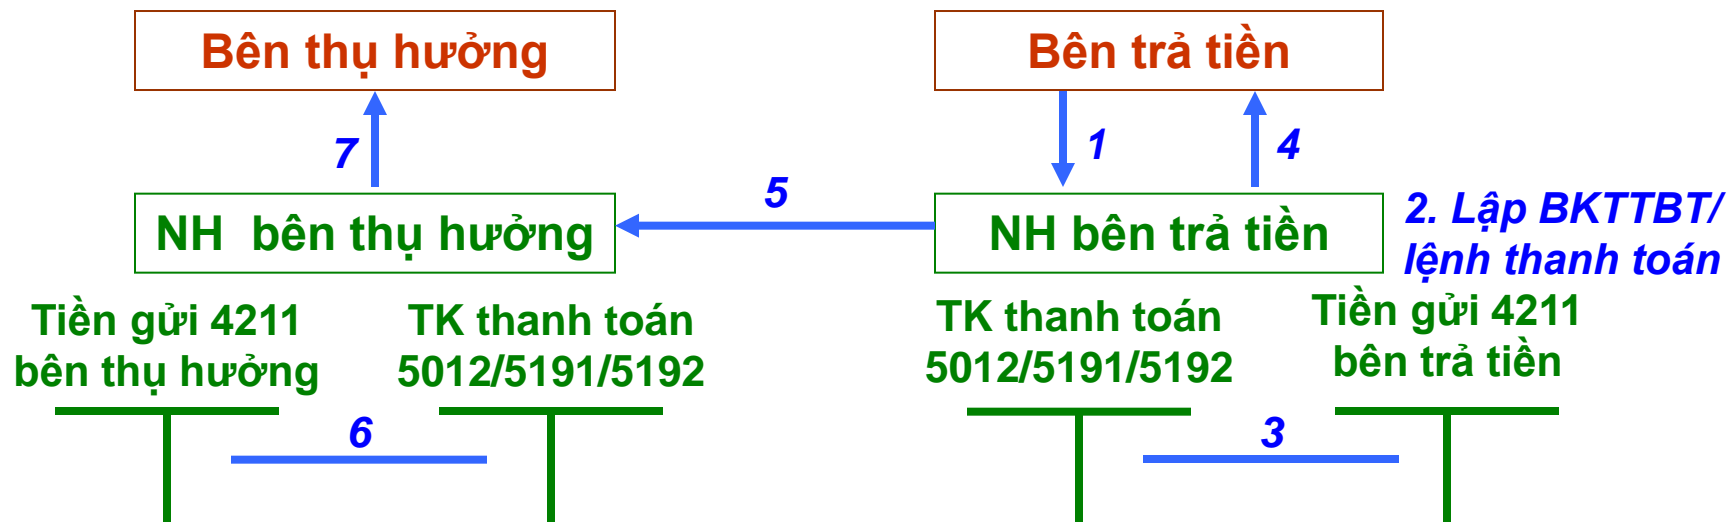 Bên thụ hưởng
Bên trả tiền
7
1
4
5
NH bên thụ hưởng
NH bên trả tiền
2. Lập BKTTBT/
lệnh thanh toán
Tiền gửi 4211
bên thụ hưởng
TK thanh toán
5012/5191/5192
TK thanh toán
5012/5191/5192
Tiền gửi 4211
bên trả tiền
6
3